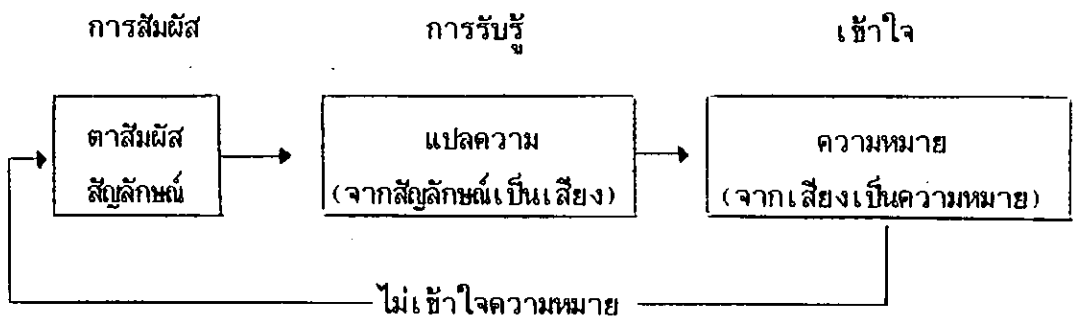 การสัมผัส การรับรู้ เข้าใจ
ตาสัมผัส แปลความ ความหมาย
สัญลักษณ์ (จากสัญลักษณ์เป็นเสียง) (จากเสียงเป็นความหมาย)
ไม่เข้าใจความหมาย